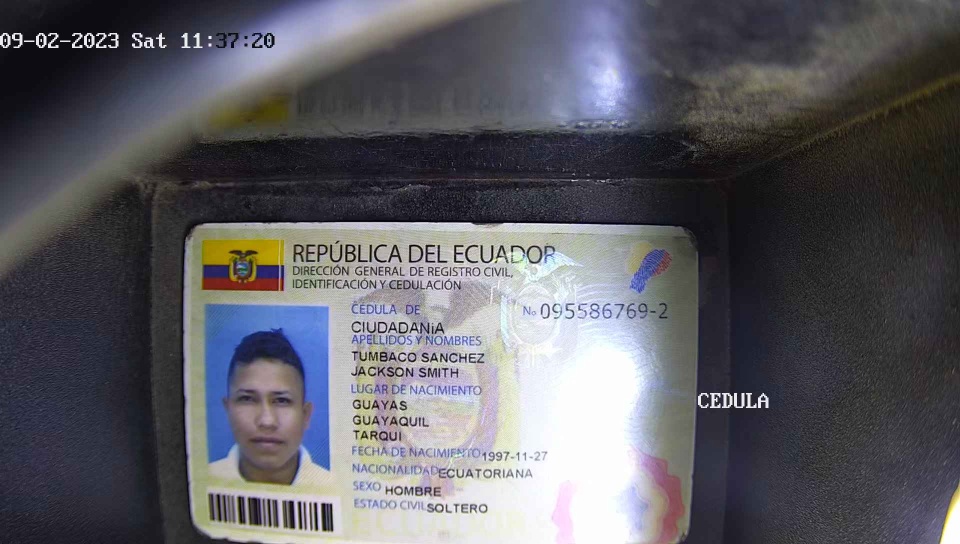 09-02-2023 Sat 11:37:20
REPÚBLICA DEL ECUADOR
DIRECCIÓN GENERAL DE REGISTRO CIVIL,
IDENTIFICACIÓN Y CEDULACIÓN
CÉDULA DE
No 095586769-2
CIUDADANíA
APELLIDOS Y NOMBRES
TUMBACO SANCHEZ
JACKSON SMITH
LUGAR DE NACIMIENTO
GUAYAS
GUAYAQUIL
TARQUI
FECHA DE NACIMIENTO 1997-11-27
NACIONALIDAD ECUATORIANA
SEXO HOMBRE
ESTADO CIVIL SOLTERO
CEDULA